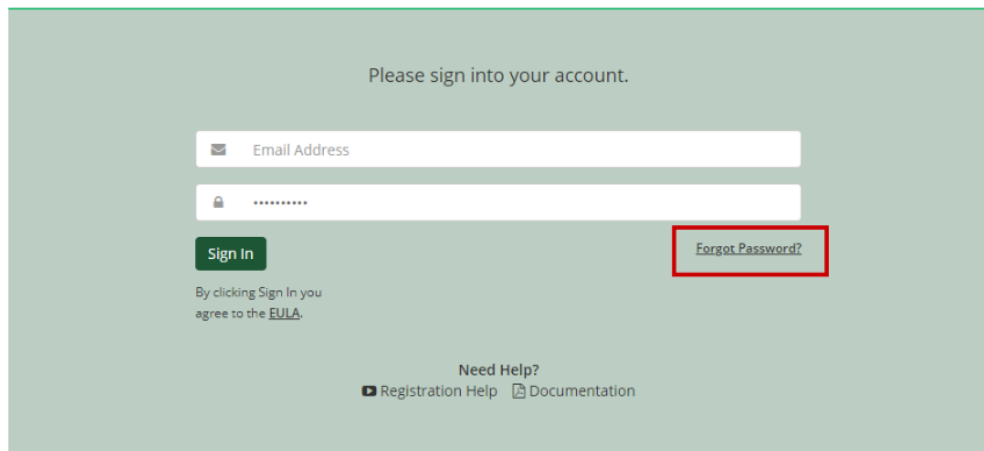 Please sign into your account.
Email Address
••••••••••
Sign In
Forgot Password?
By clicking Sign In you
agree to the EULA.
Need Help?
Registration Help Documentation